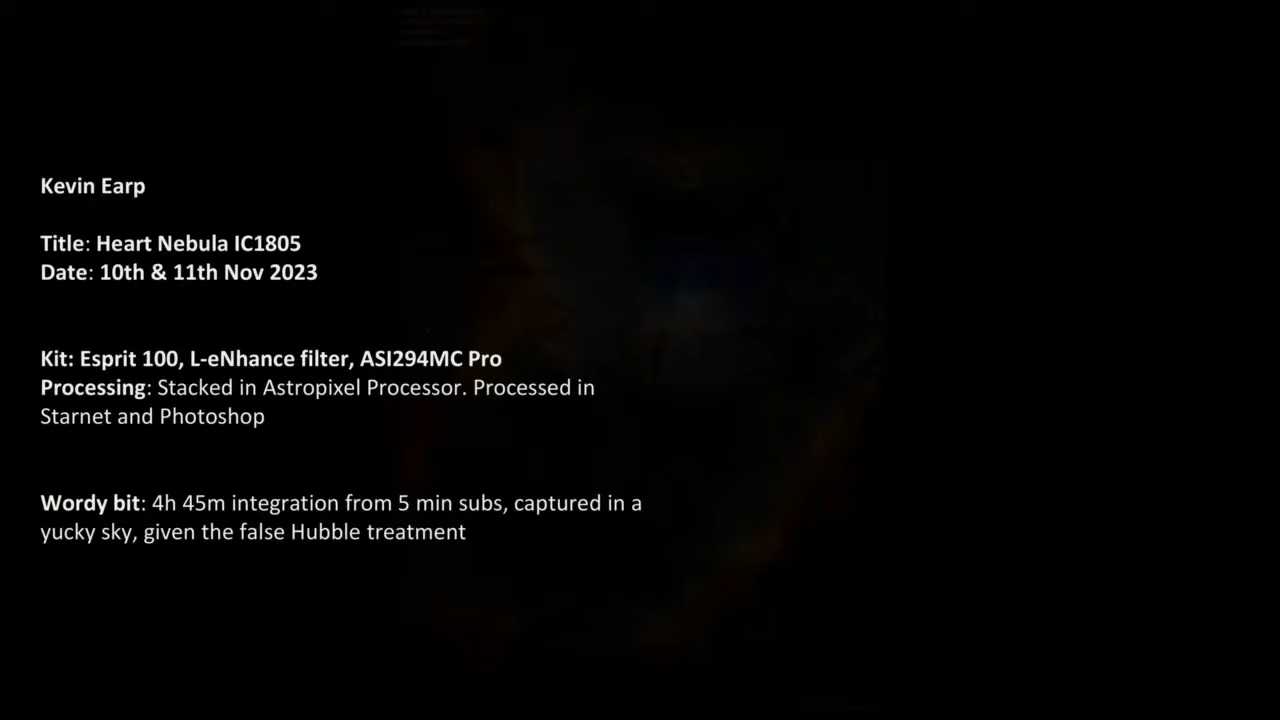 Kevin Earp
Title: Heart Nebula IC1805
Date: 10th & 11th Nov 2023
Kit: Esprit 100, L-eNhance filter, ASI294MC Pro
Processing: Stacked in Astropixel Processor. Processed in
Starnet and Photoshop
Wordy bit: 4h 45m integration from 5 min subs, captured in a
yucky sky, given the false Hubble treatment